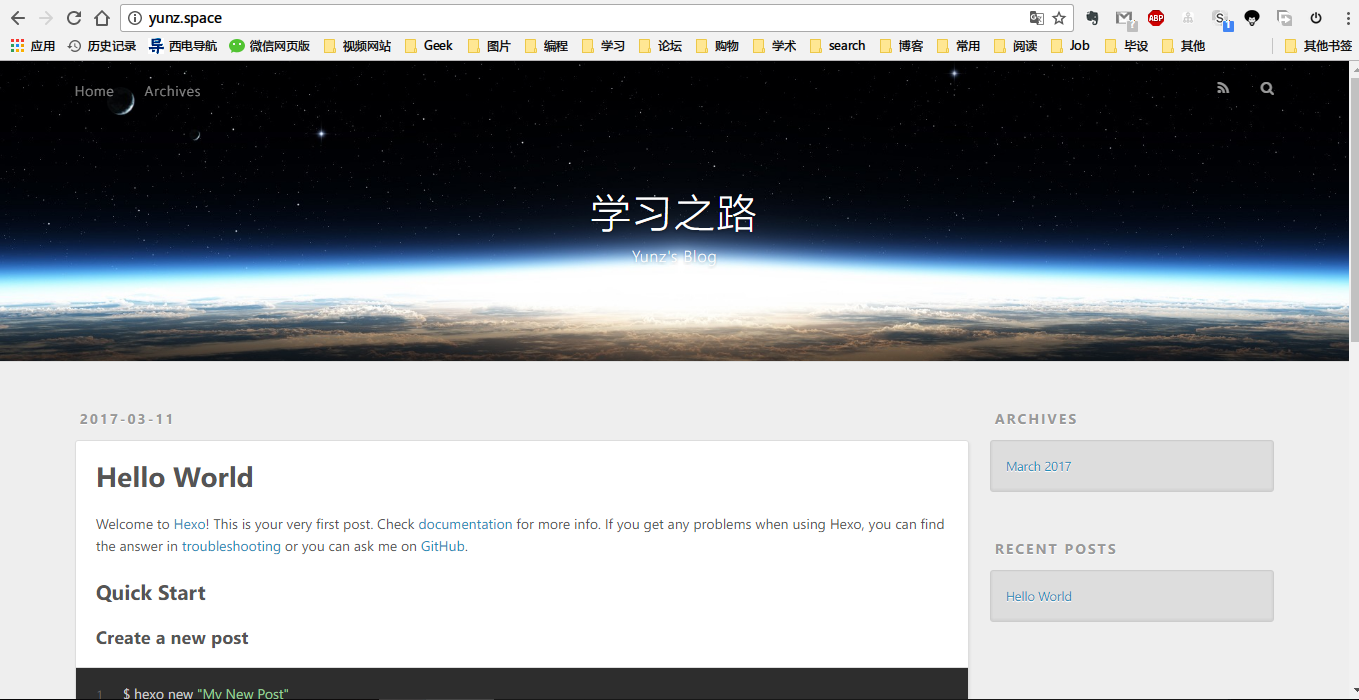 yunz.space
应用 历史记录 西电导航 微信网页版 视频网站 Geek 图片 编程 学习 论坛 购物 学术 search 博客 常用 阅读 Job 毕设 其他 其他书签
Home Archives
学习之路
Yunz's Blog
2017-03-11
Hello World
Welcome to Hexo! This is your very first post. Check documentation for more info. If you get any problems when using Hexo, you can find
the answer in troubleshooting or you can ask me on GitHub.
Quick Start
Create a new post
1 $ hexo new "My New Post"
ARCHIVES
March 2017
RECENT POSTS
Hello World